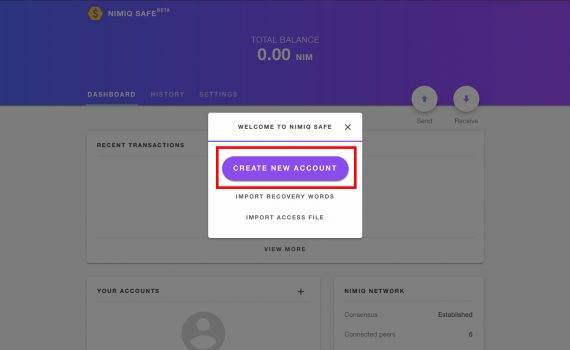 NIMIQ SAFE BETA
TOTAL BALANCE
0.00 NIM
DASHBOARD HISTORY SETTINGS
Send Receive
WELCOME TO NIMIQ SAFE
RECENT TRANSACTIONS
CREATE NEW ACCOUNT
IMPORT RECOVERY WORDS
IMPORT ACCESS FILE
VIEW MORE
YOUR ACCOUNTS +
NIMIQ NETWORK
Consensus Established
Connected peers 6